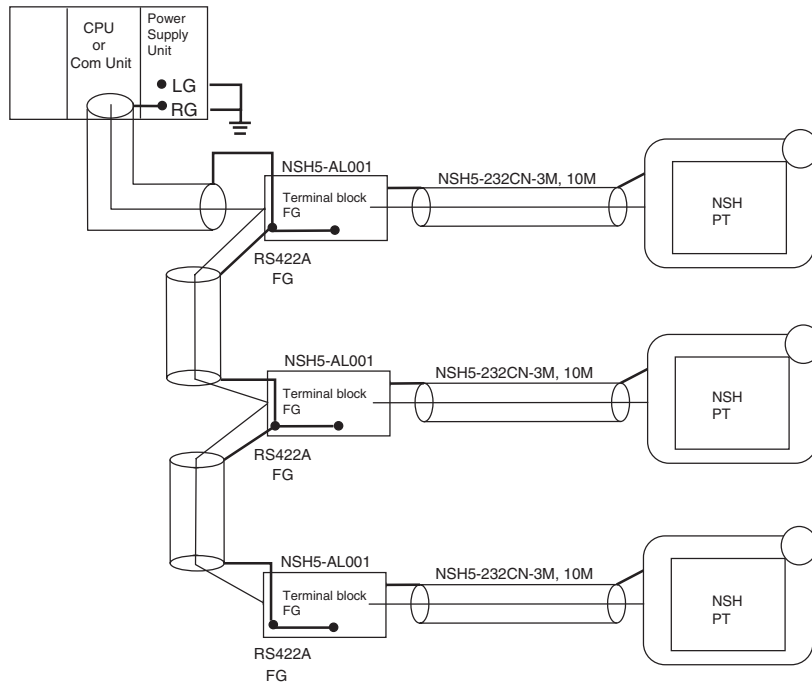 CPU
or
Com Unit
Power
Supply
Unit
LG
RG
NSH5-AL001
Terminal block
FG
RS422A
FG
NSH5-232CN-3M, 10M
NSH
PT
NSH5-AL001
Terminal block
FG
RS422A
FG
NSH5-232CN-3M, 10M
NSH
PT
NSH5-AL001
Terminal block
FG
RS422A
FG
NSH5-232CN-3M, 10M
NSH
PT